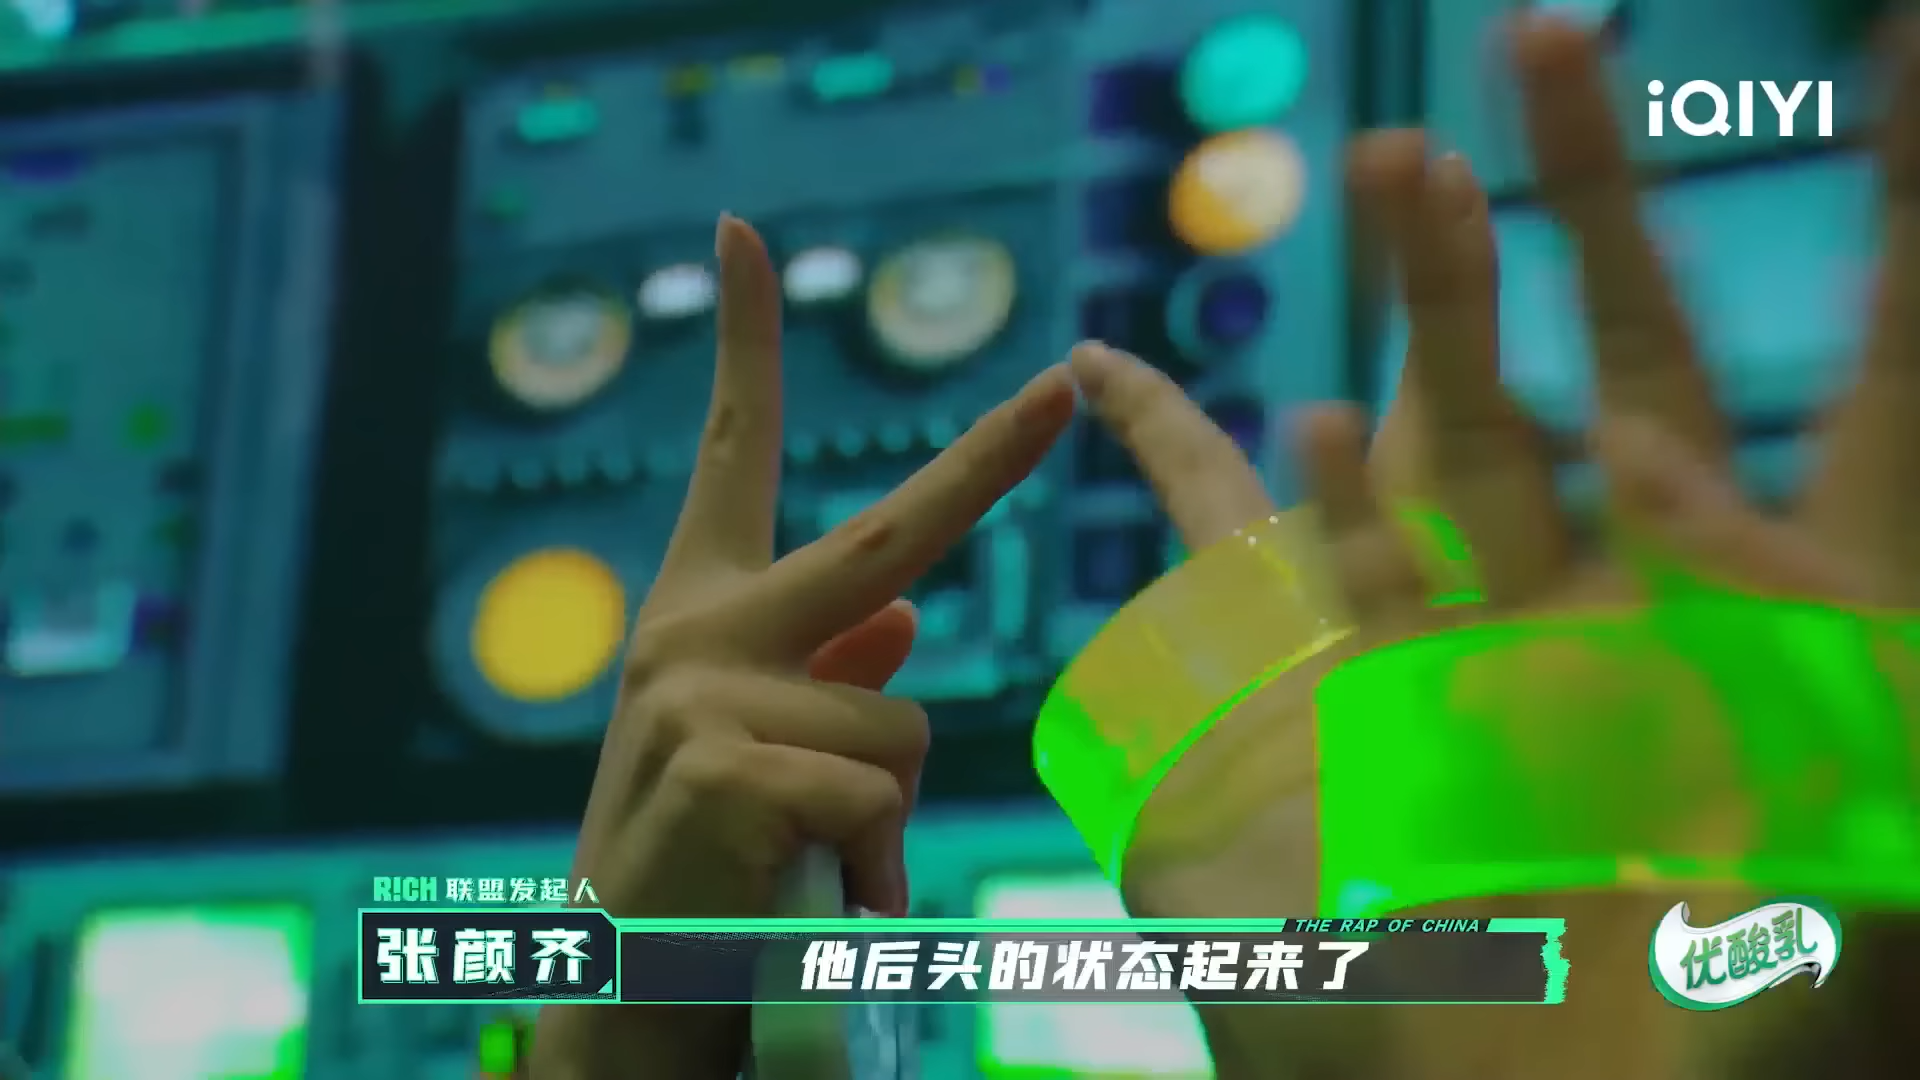 iQIYI
R!CH 联盟发起人
张颜齐
THE RAP OF CHINA
他后头的状态起来了
优酸乳